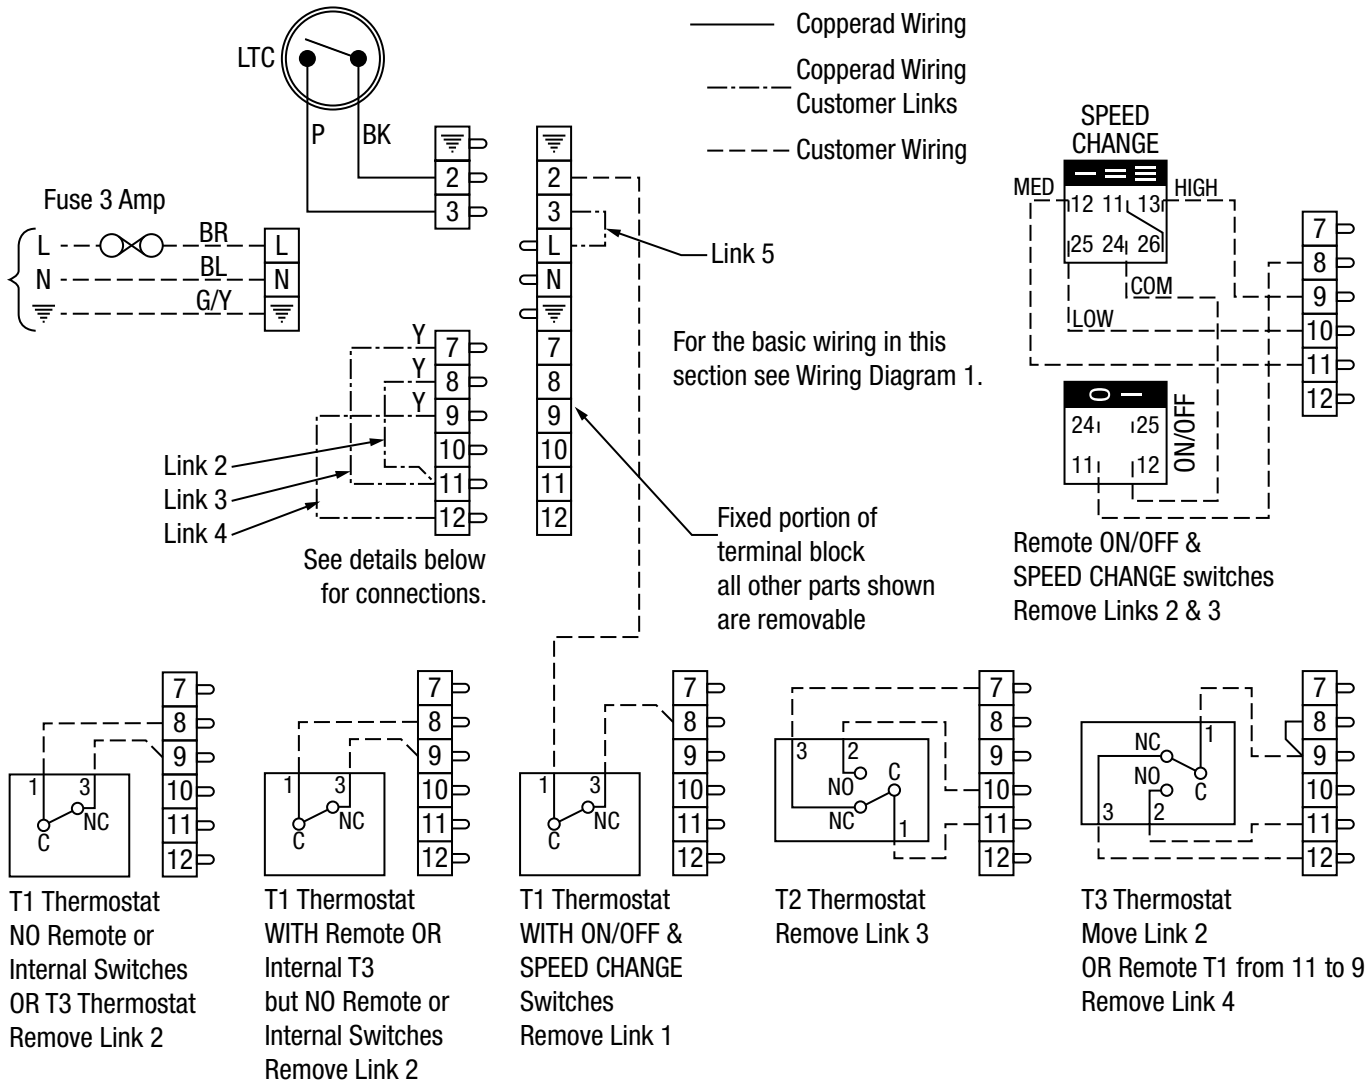 Copperad Wiring
Copperad Wiring
Customer Links
Customer Wiring
LTC
P
BK
2
3
Fuse 3 Amp
L
BR
L
N
BL
N
G/Y
2
3
L
N
7
8
9
10
11
12
Link 5
Y
7
Y
8
Y
9
10
11
12
Link 2
Link 3
Link 4
See details below
for connections.
For the basic wiring in this
section see Wiring Diagram 1.
Fixed portion of
terminal block
all other parts shown
are removable
SPEED
CHANGE
MED
HIGH
12 11 13
25 24 26
COM
LOW
ON/OFF
24 25
11 12
7
8
9
10
11
12
Remote ON/OFF &
SPEED CHANGE switches
Remove Links 2 & 3
7
8
9
10
11
12
1 3
C
NC
T1 Thermostat
NO Remote or
Internal Switches
OR T3 Thermostat
Remove Link 2
7
8
9
10
11
12
1 3
C
NC
T1 Thermostat
WITH Remote OR
Internal T3
but NO Remote or
Internal Switches
Remove Link 2
7
8
9
10
11
12
1 3
C
NC
T1 Thermostat
WITH ON/OFF &
SPEED CHANGE
Switches
Remove Link 1
7
8
9
10
11
12
3 2
NO
C
NC
1
T2 Thermostat
Remove Link 3
7
8
9
10
11
12
1
NC
NO
C
3 2
T3 Thermostat
Move Link 2
OR Remote T1 from 11 to 9
Remove Link 4